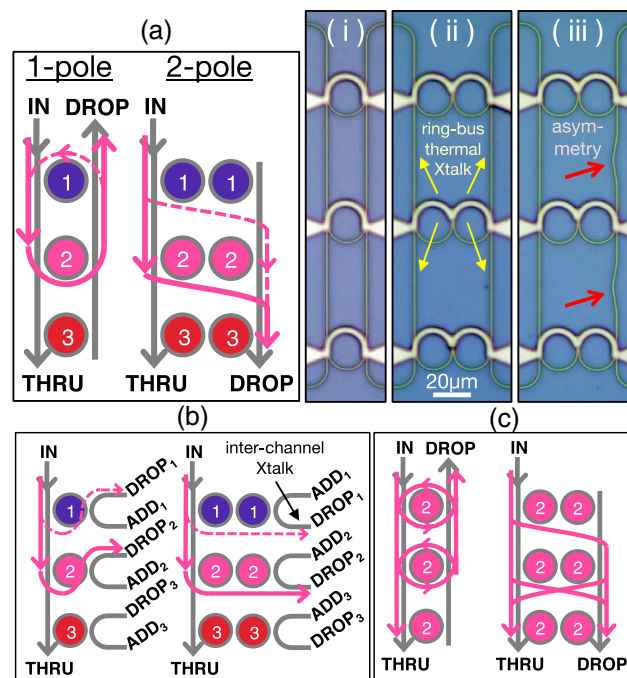 (a)
1-pole 2-pole
IN DROP IN
1 1 1
2 2 2
3 3 3
THRU THRU DROP
(i) (ii) (iii)
ring-bus
thermal
Xtalk
asym-
metry
20μm
(b)
IN IN
inter-channel
Xtalk
1 1 1
2 2 2
3 3 3
DROP₁
ADD₁
DROP₂
ADD₂
DROP₃
ADD₃
ADD₁
DROP₁
ADD₂
DROP₂
ADD₃
DROP₃
THRU THRU
(c)
IN DROP IN
2 2 2
2 2 2
2 2 2
THRU THRU DROP